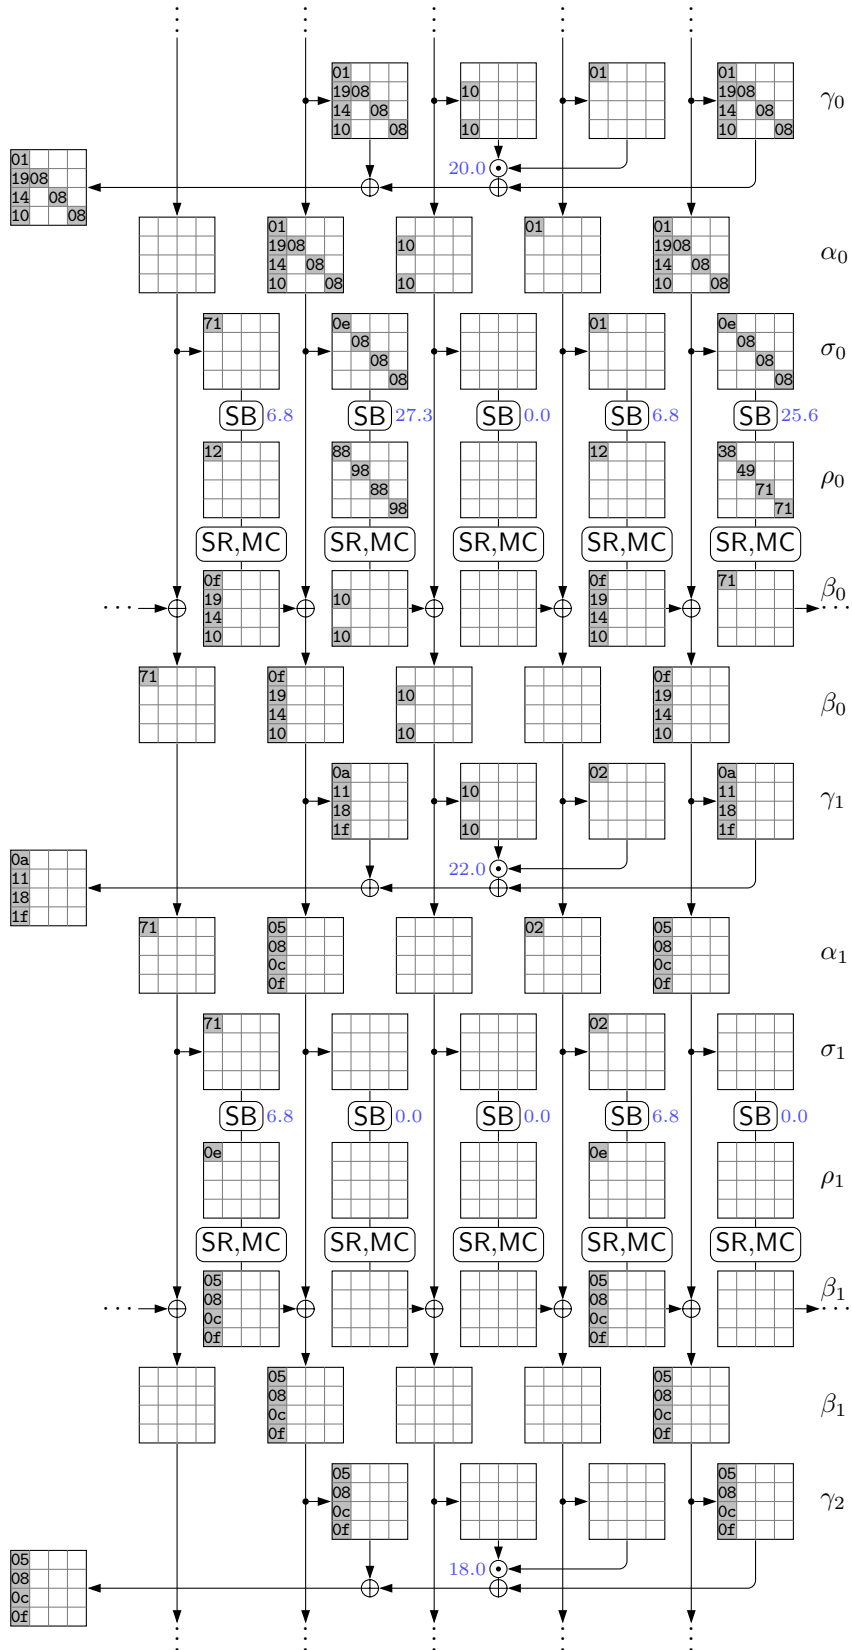 ⋮ ⋮ ⋮ ⋮ ⋮
01 01 01
1908 10 1908 γ0
14 08 14 08
10 08 10 10 08
20.0
01
1908
14 08
10 08
01 01 01
1908 10 1908 α0
14 08 14 08
10 08 10 10 08
71 0e 01 0e
08 08 σ0
08 08
08 08
SB 6.8 SB 27.3 SB 0.0 SB 6.8 SB 25.6
12 88 12 38
98 49 ρ0
88 71
98 71
SR,MC SR,MC SR,MC SR,MC SR,MC
0f 0f 71 β0
19 10 19
⋯ 14 14 ⋯
10 10 10
71 0f 0f
19 10 19 β0
14 14
10 10 10
0a 02 0a
11 10 11 γ1
18 18
1f 10 1f
22.0
0a
11
18
1f
71 05 02 05
08 08 α1
0c 0c
0f 0f
71 02
σ1
SB 6.8 SB 0.0 SB 0.0 SB 6.8 SB 0.0
0e 0e
ρ1
SR,MC SR,MC SR,MC SR,MC SR,MC
05 05 β1
08 08
⋯ 0c 0c ⋯
0f 0f
05 05
08 08 β1
0c 0c
0f 0f
05 05
08 08 γ2
0c 0c
0f 0f
18.0
05
08
0c
0f
⋮ ⋮ ⋮ ⋮ ⋮